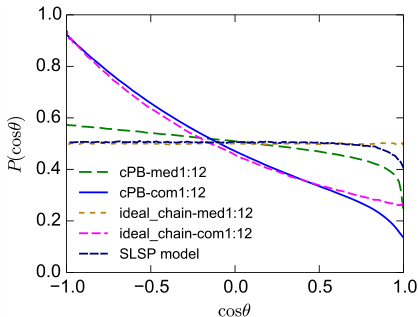 1.0
0.8
0.6
0.4
0.2
0.0
P(cosθ)
cPB-med1:12
cPB-com1:12
ideal_chain-med1:12
ideal_chain-com1:12
SLSP model
−1.0 −0.5 0.0 0.5 1.0
cosθ